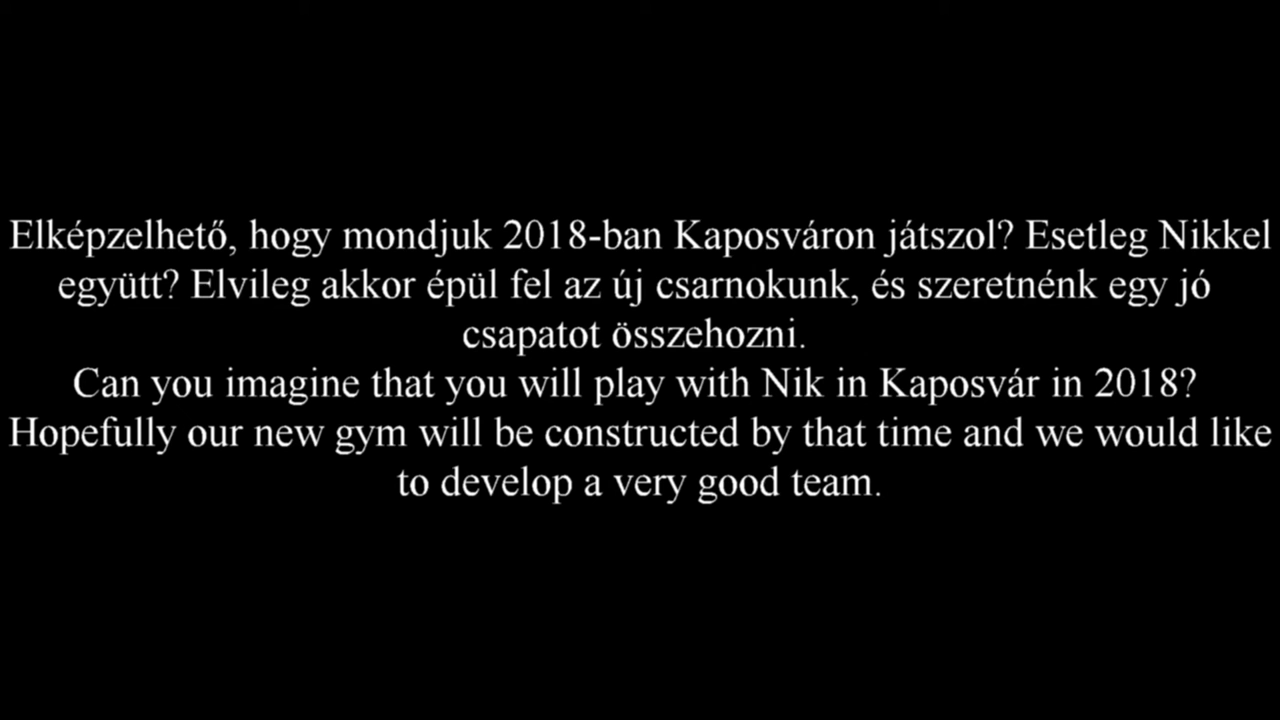 Elképzelhető, hogy mondjuk 2018-ban Kaposváron játszol? Esetleg Nikkel
együtt? Elvileg akkor épül fel az új csarnokunk, és szeretnénk egy jó
csapatot összehozni.
Can you imagine that you will play with Nik in Kaposvár in 2018?
Hopefully our new gym will be constructed by that time and we would like
to develop a very good team.